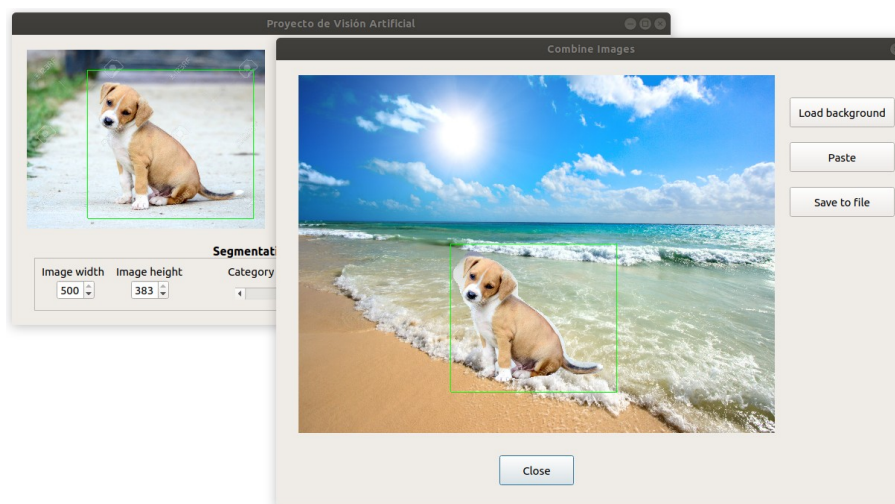 Proyecto de Visión Artificial
Combine Images
Load background
Paste
Save to file
Segmentati
Image width Image height Category
500 383
Close